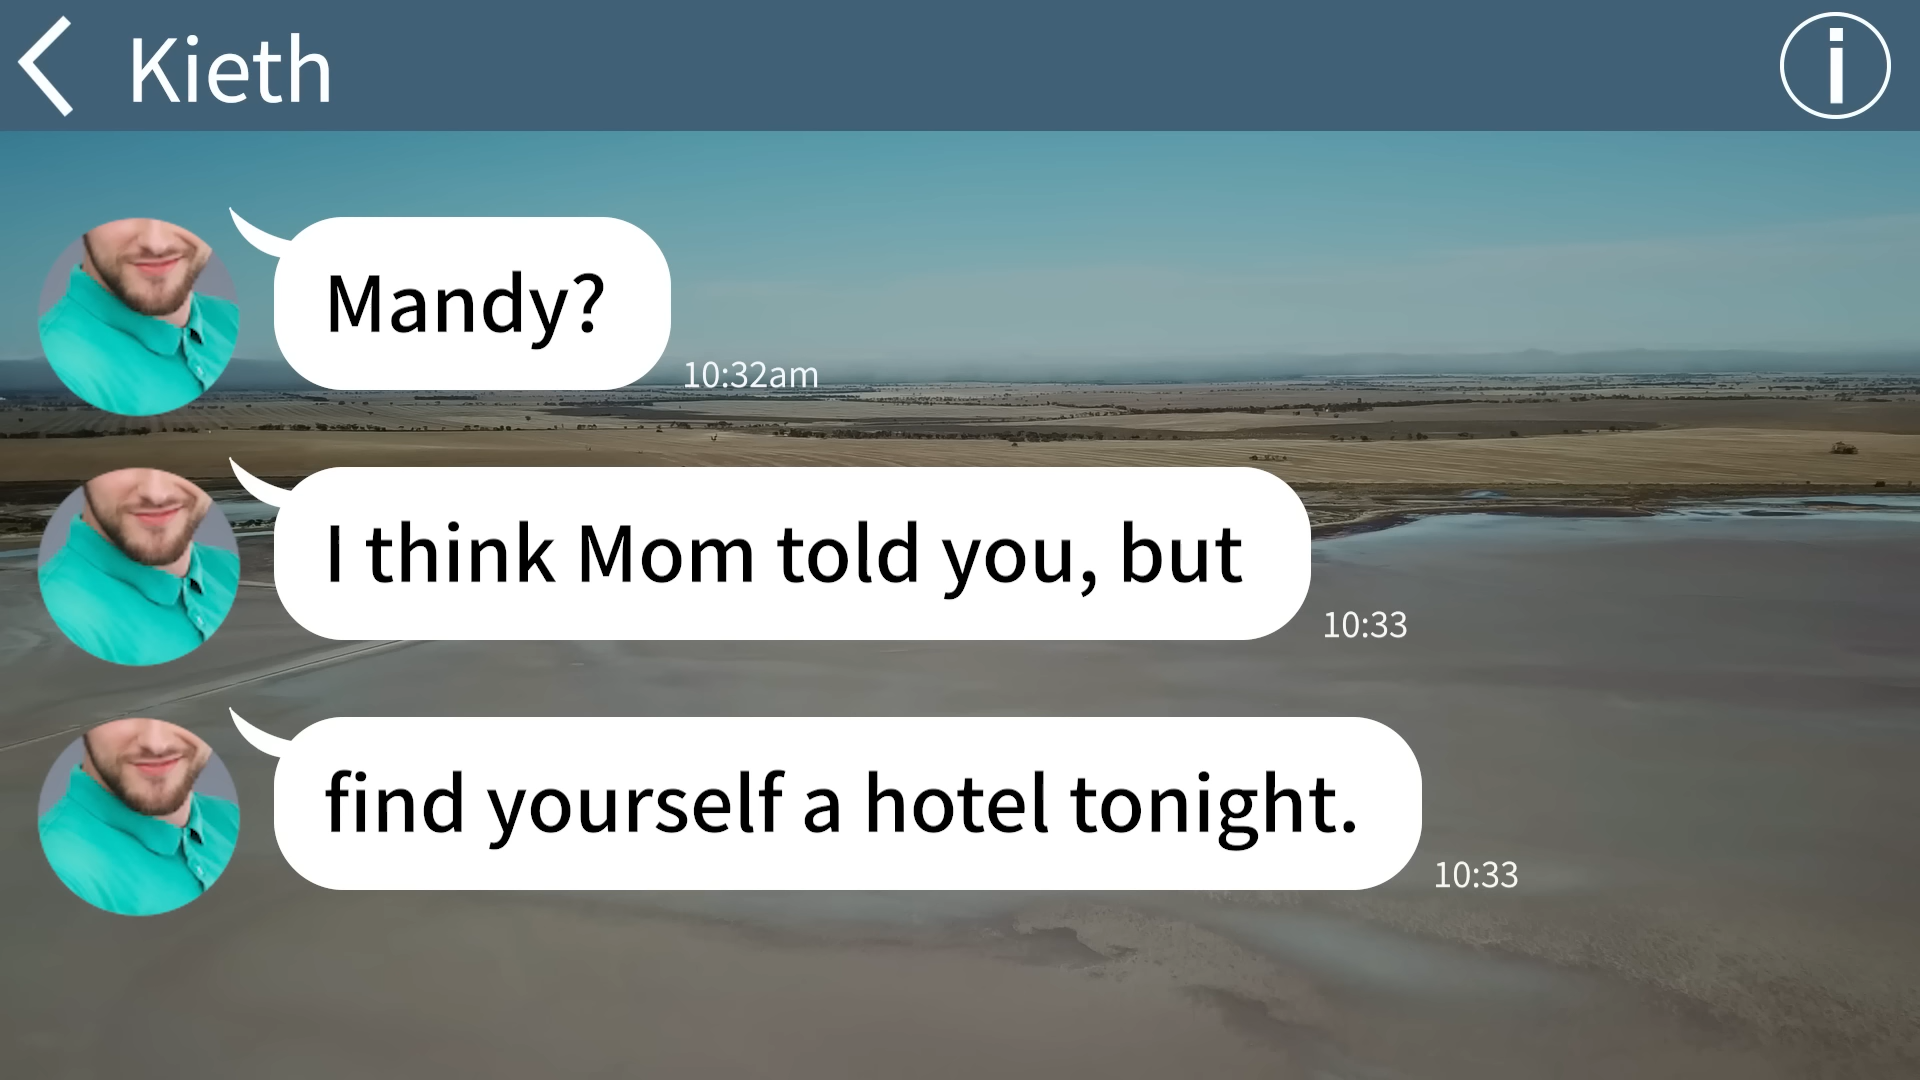 Kieth
i
Mandy?
10:32am
I think Mom told you, but
10:33
find yourself a hotel tonight.
10:33